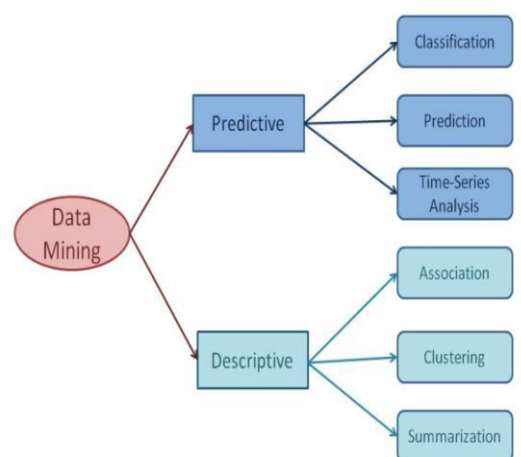 Data
Mining
Predictive
Classification
Prediction
Time-Series
Analysis
Descriptive
Association
Clustering
Summarization